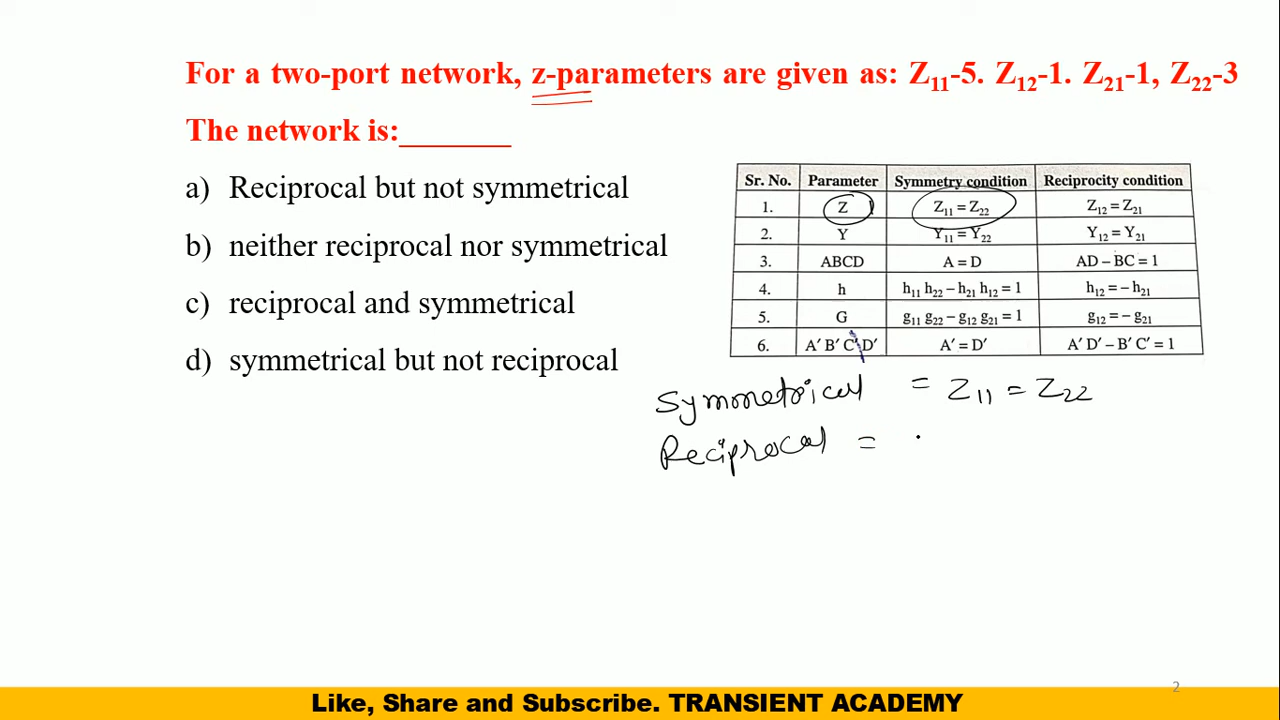 For a two-port network, z-parameters are given as: Z₁₁-5. Z₁₂-1. Z₂₁-1, Z₂₂-3
The network is:_______
a) Reciprocal but not symmetrical
b) neither reciprocal nor symmetrical
c) reciprocal and symmetrical
d) symmetrical but not reciprocal
Sr. No. Parameter Symmetry condition Reciprocity condition
1. Z Z₁₁ = Z₂₂ Z₁₂ = Z₂₁
2. Y Y₁₁ = Y₂₂ Y₁₂ = Y₂₁
3. ABCD A = D AD – BC = 1
4. h h₁₁ h₂₂ – h₂₁ h₁₂ = 1 h₁₂ = – h₂₁
5. G g₁₁ g₂₂ – g₁₂ g₂₁ = 1 g₁₂ = – g₂₁
6. A′ B′ C′ D′ A′ = D′ A′ D′ – B′ C′ = 1
Symmetrical = Z₁₁ = Z₂₂
Reciprocal =
2
Like, Share and Subscribe. TRANSIENT ACADEMY